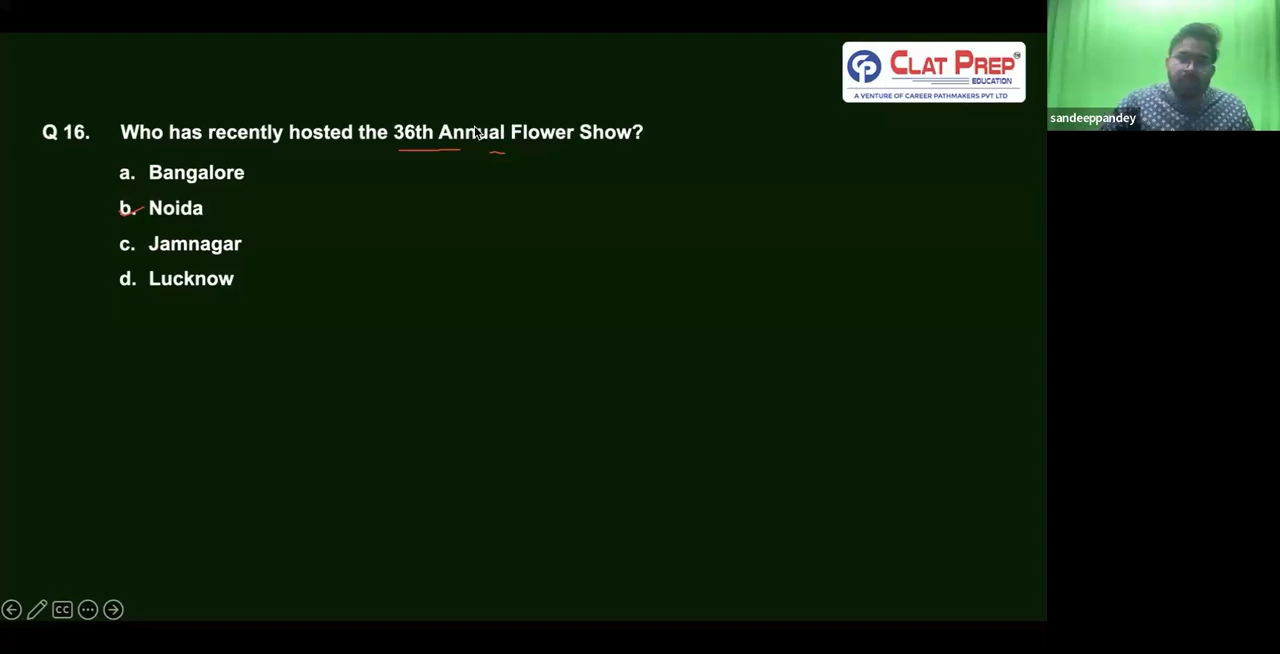 CLAT PREP
EDUCATION
A VENTURE OF CAREER PATHMAKERS PVT LTD
sandeeppandey
Q 16. Who has recently hosted the 36th Annual Flower Show?
a. Bangalore
b. Noida
c. Jamnagar
d. Lucknow
CC